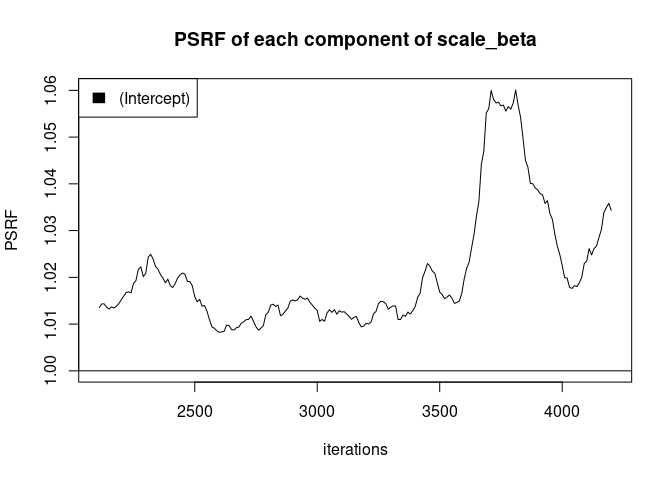 PSRF of each component of scale_beta
(Intercept)
PSRF
1.06
1.05
1.04
1.03
1.02
1.01
1.00
2500 3000 3500 4000
iterations